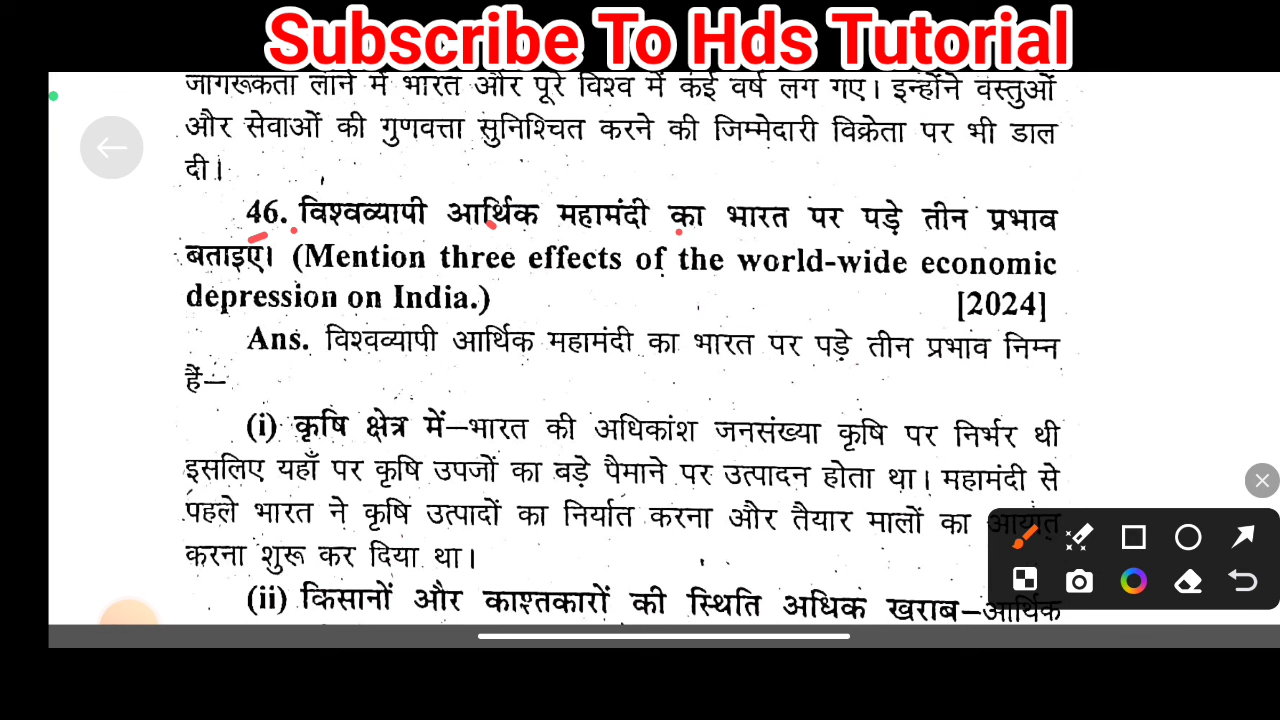 Subscribe To Hds Tutorial
जागरूकता लाने में भारत और पूरे विश्व में कई वर्ष लग गए। इन्होंने वस्तुओं
और सेवाओं की गुणवत्ता सुनिश्चित करने की जिम्मेदारी विक्रेता पर भी डाल
दी।
46. विश्वव्यापी आर्थिक महामंदी का भारत पर पड़े तीन प्रभाव
बताइए। (Mention three effects of the world-wide economic
depression on India.) [2024]
Ans. विश्वव्यापी आर्थिक महामंदी का भारत पर पड़े तीन प्रभाव निम्न
हैं—
(i) कृषि क्षेत्र में—भारत की अधिकांश जनसंख्या कृषि पर निर्भर थी
इसलिए यहाँ पर कृषि उपजों का बड़े पैमाने पर उत्पादन होता था। महामंदी से
पहले भारत ने कृषि उत्पादों का निर्यात करना और तैयार मालों का आयात
करना शुरू कर दिया था।
(ii) किसानों और काश्तकारों की स्थिति अधिक खराब—आर्थिक